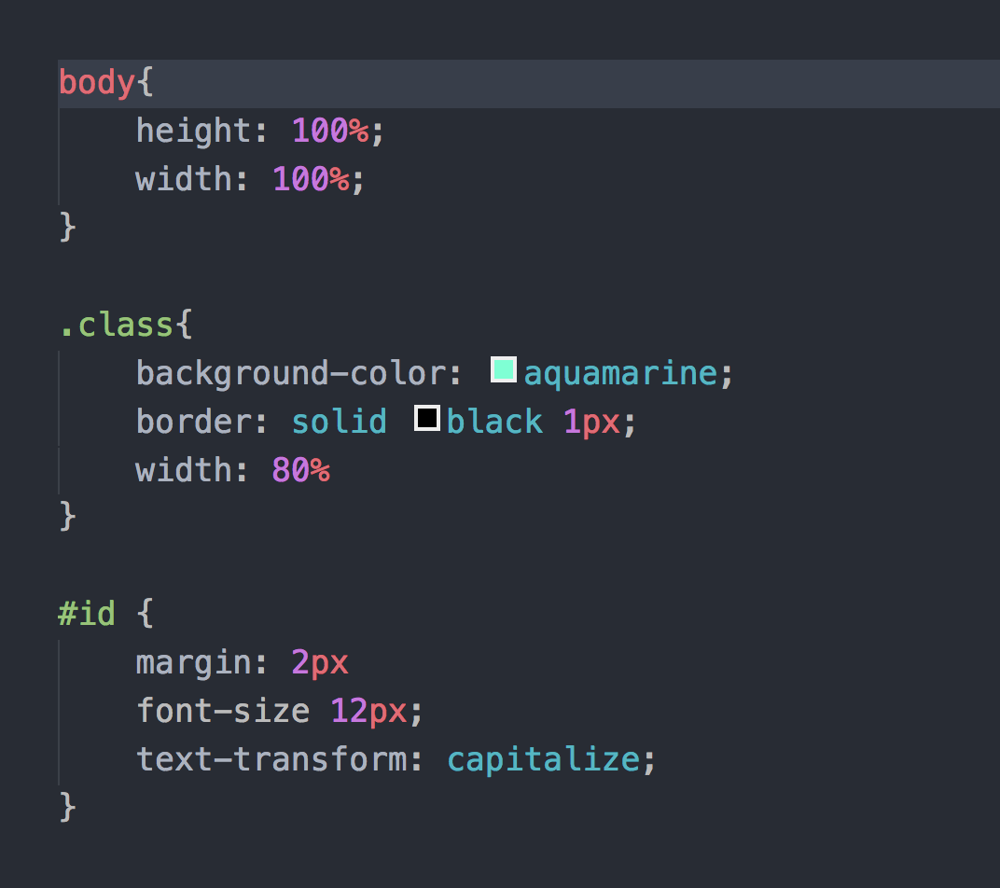 body{
    height: 100%;
    width: 100%;
}

.class{
    background-color: aquamarine;
    border: solid black 1px;
    width: 80%
}

#id {
    margin: 2px
    font-size 12px;
    text-transform: capitalize;
}